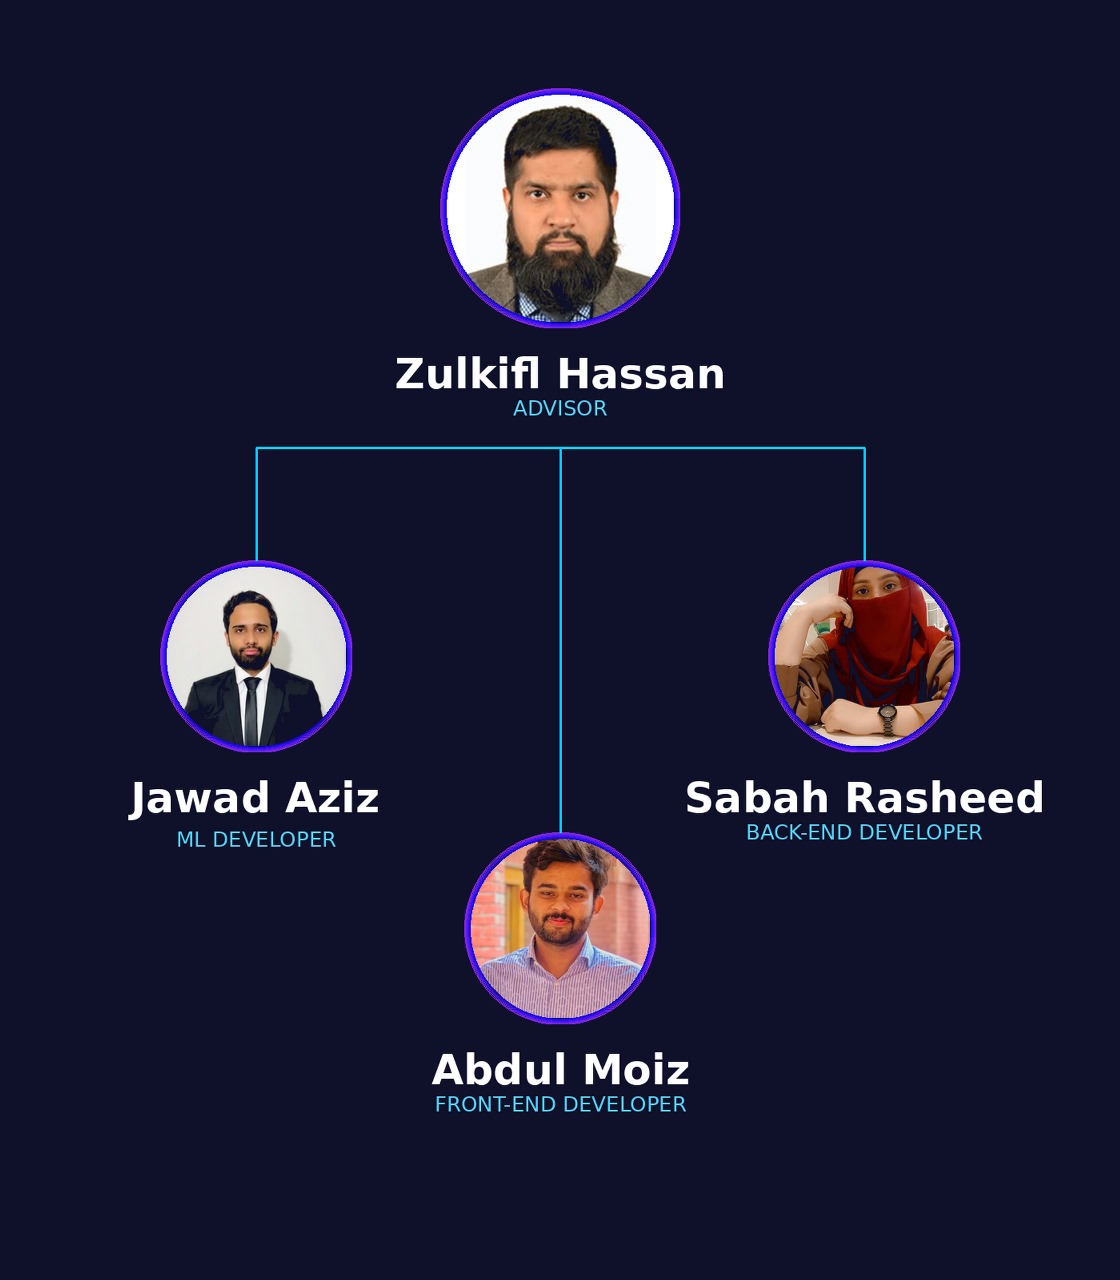 Zulkifl Hassan
ADVISOR
Jawad Aziz
ML DEVELOPER
Sabah Rasheed
BACK-END DEVELOPER
Abdul Moiz
FRONT-END DEVELOPER